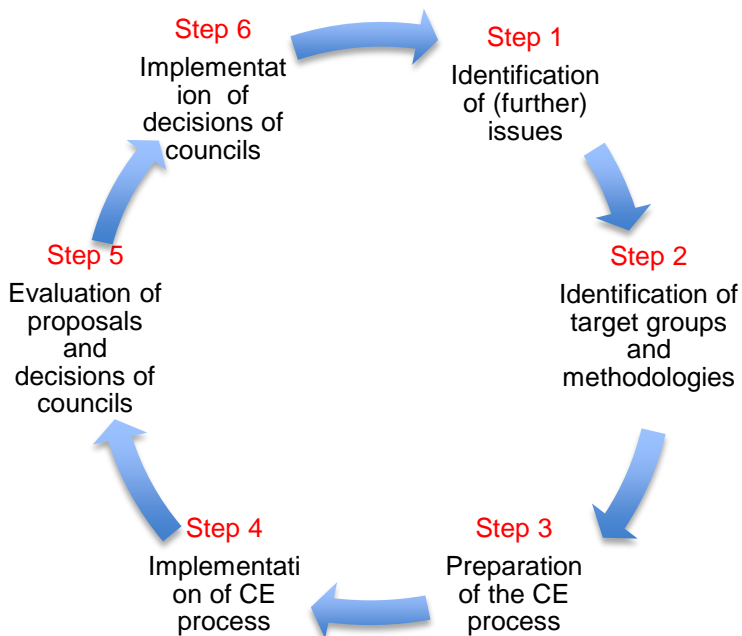 Step 1
Identification
of (further)
issues
Step 2
Identification of
target groups
and
methodologies
Step 3
Preparation
of the CE
process
Step 4
Implementati
on of CE
process
Step 5
Evaluation of
proposals
and
decisions of
councils
Step 6
Implementat
ion of
decisions of
councils